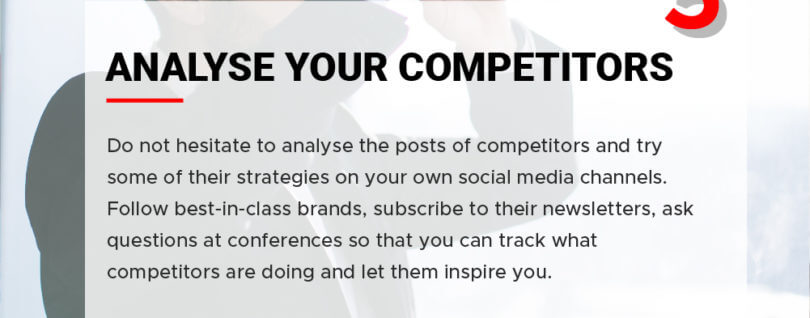 ANALYSE YOUR COMPETITORS
Do not hesitate to analyse the posts of competitors and try
some of their strategies on your own social media channels.
Follow best-in-class brands, subscribe to their newsletters, ask
questions at conferences so that you can track what
competitors are doing and let them inspire you.